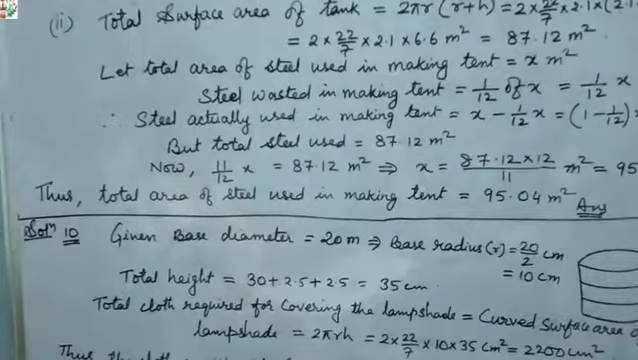 (ii) Total Surface area of tank = 2πr(r+h) = 2 × 22/7 × 2.1 × (2.1
= 2 × 22/7 × 2.1 × 6.6 m² = 87.12 m²
Let total area of steel used in making tent = x m²
Steel wasted in making tent = 1/12 of x = 1/12 x
∴ Steel actually used in making tent = x - 1/12 x = (1 - 1/12)
But total steel used = 87.12 m²
Now, 11/12 x = 87.12 m² ⇒ x = 87.12 × 12/11 m² = 95
Thus, total area of steel used in making tent = 95.04 m² Ans
Solⁿ 10 Given Base diameter = 20 m ⇒ Base radius (r) = 20/2 cm
= 10 cm
Total height = 30 + 2.5 + 2.5 = 35 cm
Total cloth required for covering the lampshade = Curved Surface area o
lampshade = 2πrh = 2 × 22/7 × 10 × 35 cm² = 2200 cm²
Thus the cloth